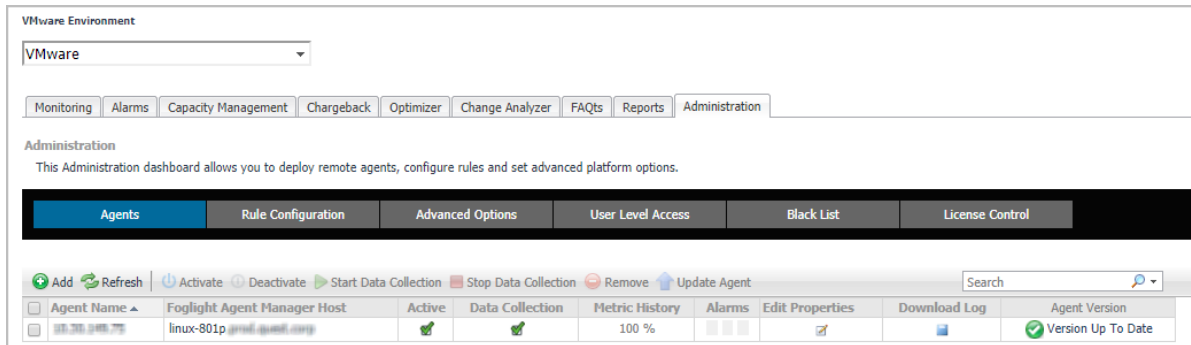 VMware Environment
VMware
Monitoring Alarms Capacity Management Chargeback Optimizer Change Analyzer FAQts Reports Administration
Administration
This Administration dashboard allows you to deploy remote agents, configure rules and set advanced platform options.
Agents Rule Configuration Advanced Options User Level Access Black List License Control
Add Refresh Activate Deactivate Start Data Collection Stop Data Collection Remove Update Agent Search
Agent Name Foglight Agent Manager Host Active Data Collection Metric History Alarms Edit Properties Download Log Agent Version
linux-801p 100 % Version Up To Date